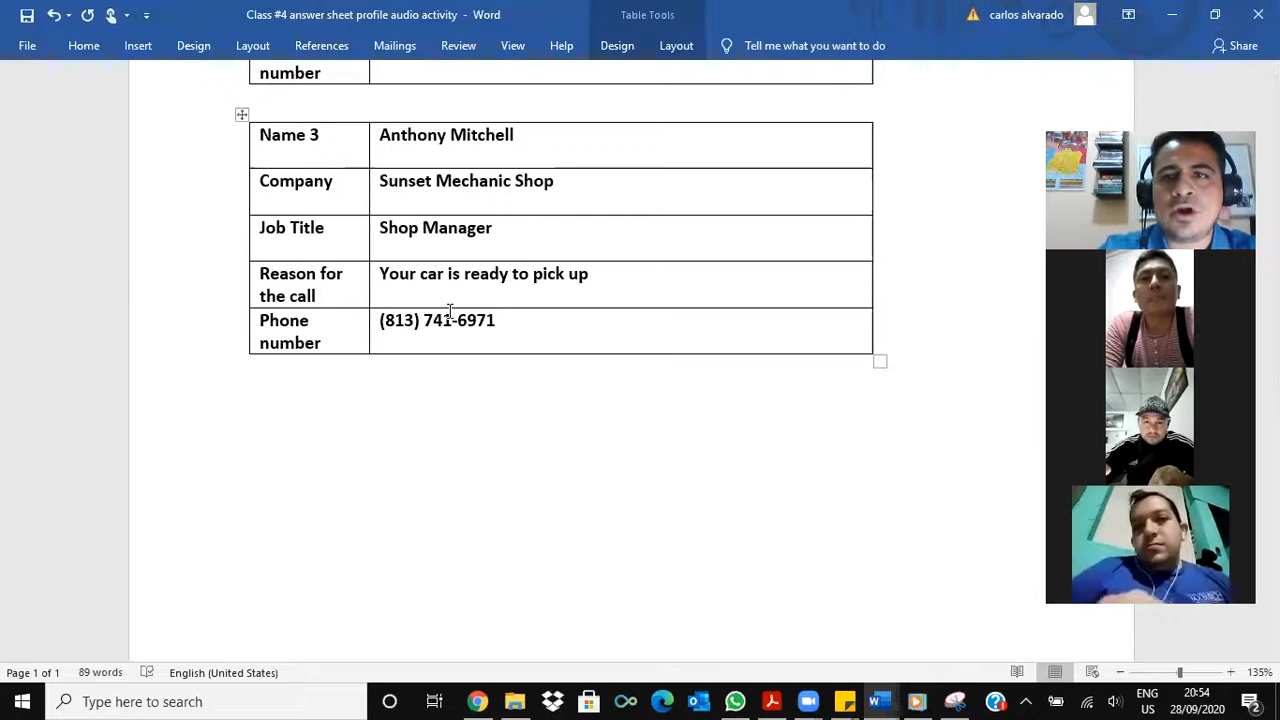 Class #4 answer sheet profile audio activity - Word
Table Tools
carlos alvarado
File Home Insert Design Layout References Mailings Review View Help Design Layout Tell me what you want to do Share
number
Name 3 Anthony Mitchell
Company Sunset Mechanic Shop
Job Title Shop Manager
Reason for Your car is ready to pick up
the call
Phone (813) 741-6971
number
Page 1 of 1 89 words English (United States) 135%
Type here to search
ENG 20:54
US 28/09/2020
2